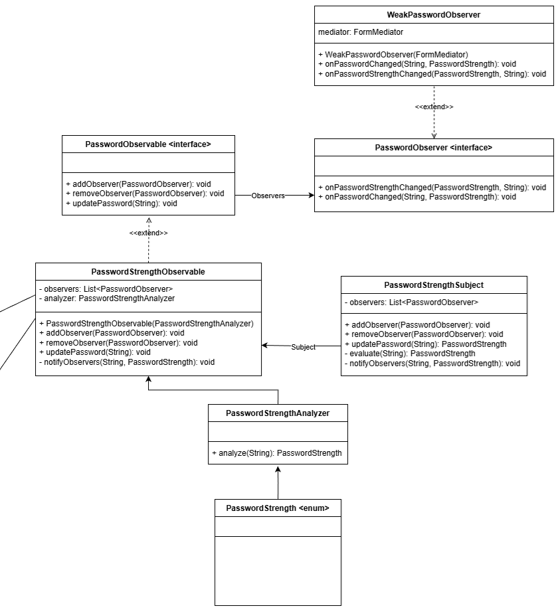 WeakPasswordObserver
mediator: FormMediator
+ WeakPasswordObserver(FormMediator)
+ onPasswordChanged(String, PasswordStrength): void
+ onPasswordStrengthChanged(PasswordStrength, String): void
<<extend>>
PasswordObservable <interface>
+ addObserver(PasswordObserver): void
+ removeObserver(PasswordObserver): void
+ updatePassword(String): void
Observers
PasswordObserver <interface>
+ onPasswordStrengthChanged(PasswordStrength, String): void
+ onPasswordChanged(String, PasswordStrength): void
<<extend>>
PasswordStrengthObservable
- observers: List<PasswordObserver>
- analyzer: PasswordStrengthAnalyzer
+ PasswordStrengthObservable(PasswordStrengthAnalyzer)
+ addObserver(PasswordObserver): void
+ removeObserver(PasswordObserver): void
+ updatePassword(String): void
- notifyObservers(String, PasswordStrength): void
Subject
PasswordStrengthSubject
- observers: List<PasswordObserver>
+ addObserver(PasswordObserver): void
+ removeObserver(PasswordObserver): void
+ updatePassword(String): PasswordStrength
- evaluate(String): PasswordStrength
- notifyObservers(String, PasswordStrength): void
PasswordStrengthAnalyzer
+ analyze(String): PasswordStrength
PasswordStrength <enum>